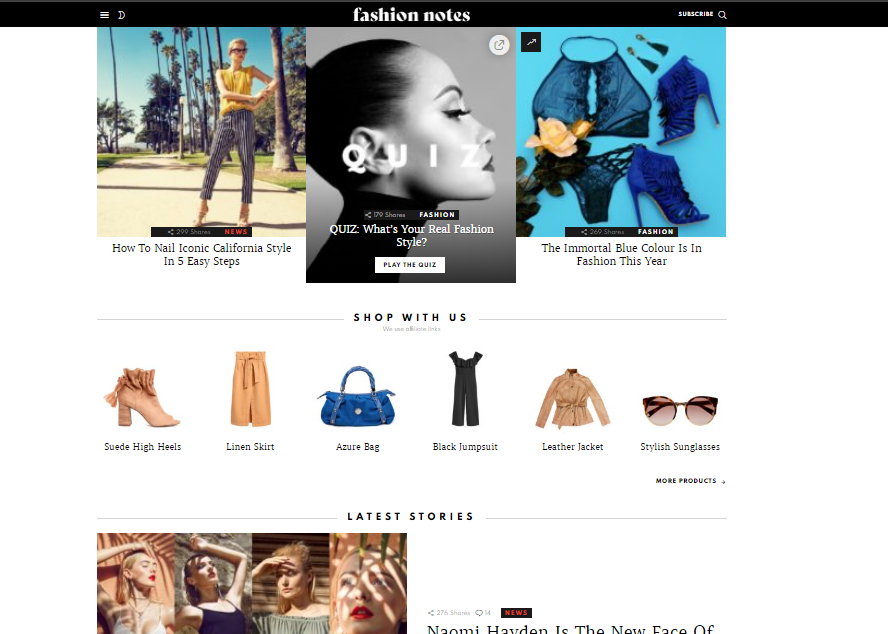 fashion notes
SUBSCRIBE
299 Shares NEWS
How To Nail Iconic California Style
In 5 Easy Steps
QUIZ
179 Shares FASHION
QUIZ: What's Your Real Fashion
Style?
PLAY THE QUIZ
269 Shares FASHION
The Immortal Blue Colour Is In
Fashion This Year
SHOP WITH US
We use affiliate links
Suede High Heels
Linen Skirt
Azure Bag
Black Jumpsuit
Leather Jacket
Stylish Sunglasses
MORE PRODUCTS
LATEST STORIES
276 Shares 14 NEWS
Naomi Hayden Is The New Face Of